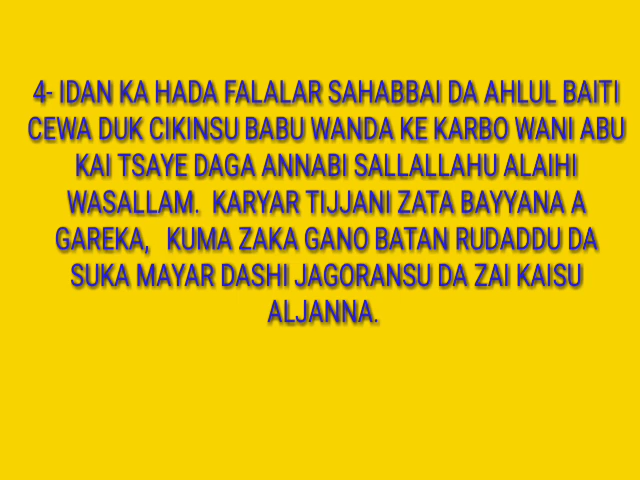 4- IDAN KA HADA FALALAR SAHABBAI DA AHLUL BAITI
CEWA DUK CIKINSU BABU WANDA KE KARBO WANI ABU
KAI TSAYE DAGA ANNABI SALLALLAHU ALAIHI
WASALLAM. KARYAR TIJJANI ZATA BAYYANA A
GAREKA, KUMA ZAKA GANO BATAN RUDADDU DA
SUKA MAYAR DASHI JAGORANSU DA ZAI KAISU
ALJANNA.